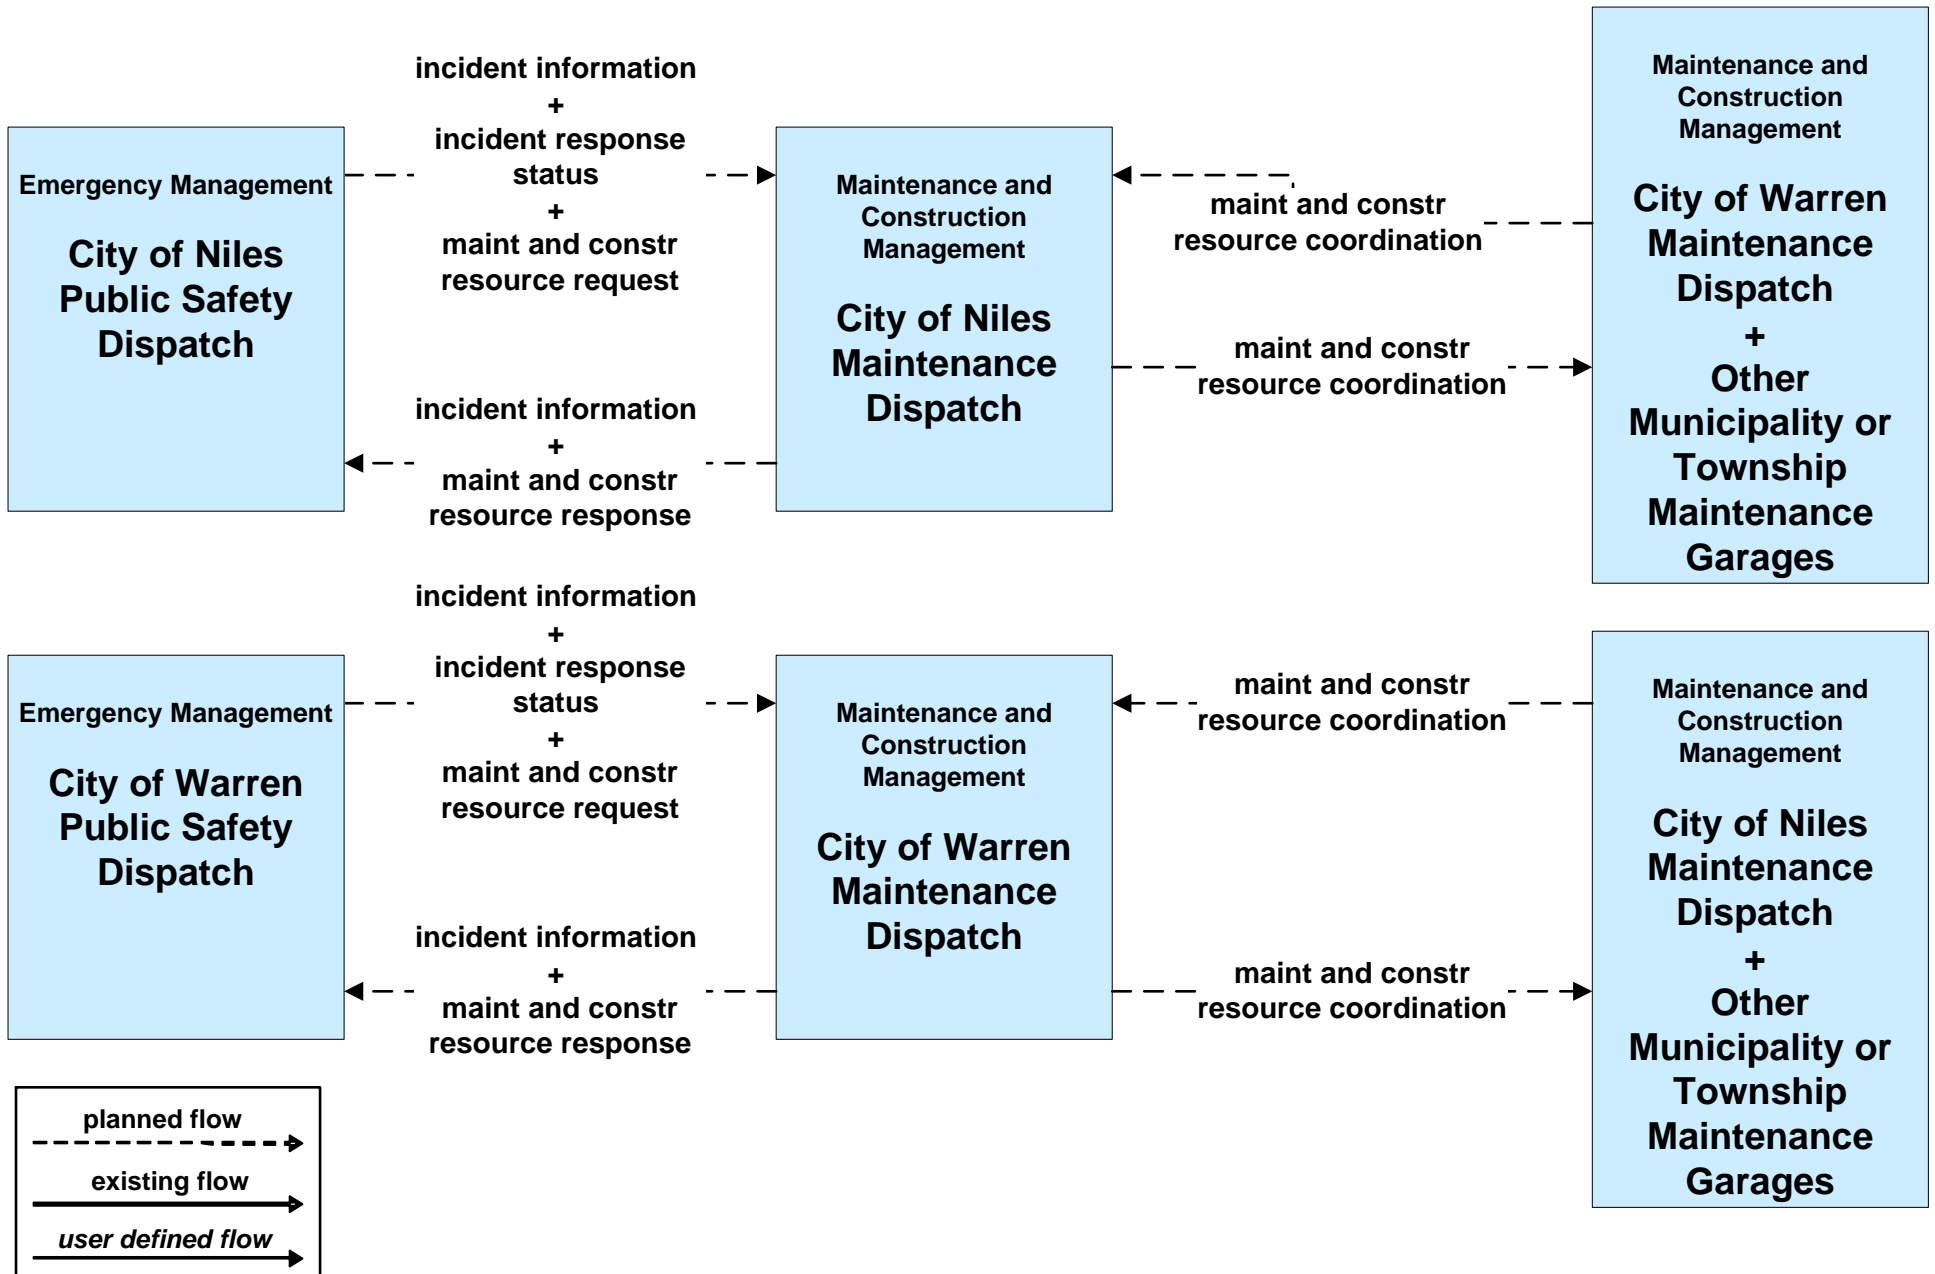 incident information
+
incident response
status
+
maint and constr
resource request
Emergency Management
City of Niles
Public Safety
Dispatch
incident information
+
maint and constr
resource response
Maintenance and
Construction
Management
City of Niles
Maintenance
Dispatch
maint and constr
resource coordination
maint and constr
resource coordination
Maintenance and
Construction
Management
City of Warren
Maintenance
Dispatch
+
Other
Municipality or
Township
Maintenance
Garages
incident information
+
incident response
status
+
maint and constr
resource request
Emergency Management
City of Warren
Public Safety
Dispatch
incident information
+
maint and constr
resource response
Maintenance and
Construction
Management
City of Warren
Maintenance
Dispatch
maint and constr
resource coordination
maint and constr
resource coordination
Maintenance and
Construction
Management
City of Niles
Maintenance
Dispatch
+
Other
Municipality or
Township
Maintenance
Garages
planned flow
existing flow
user defined flow